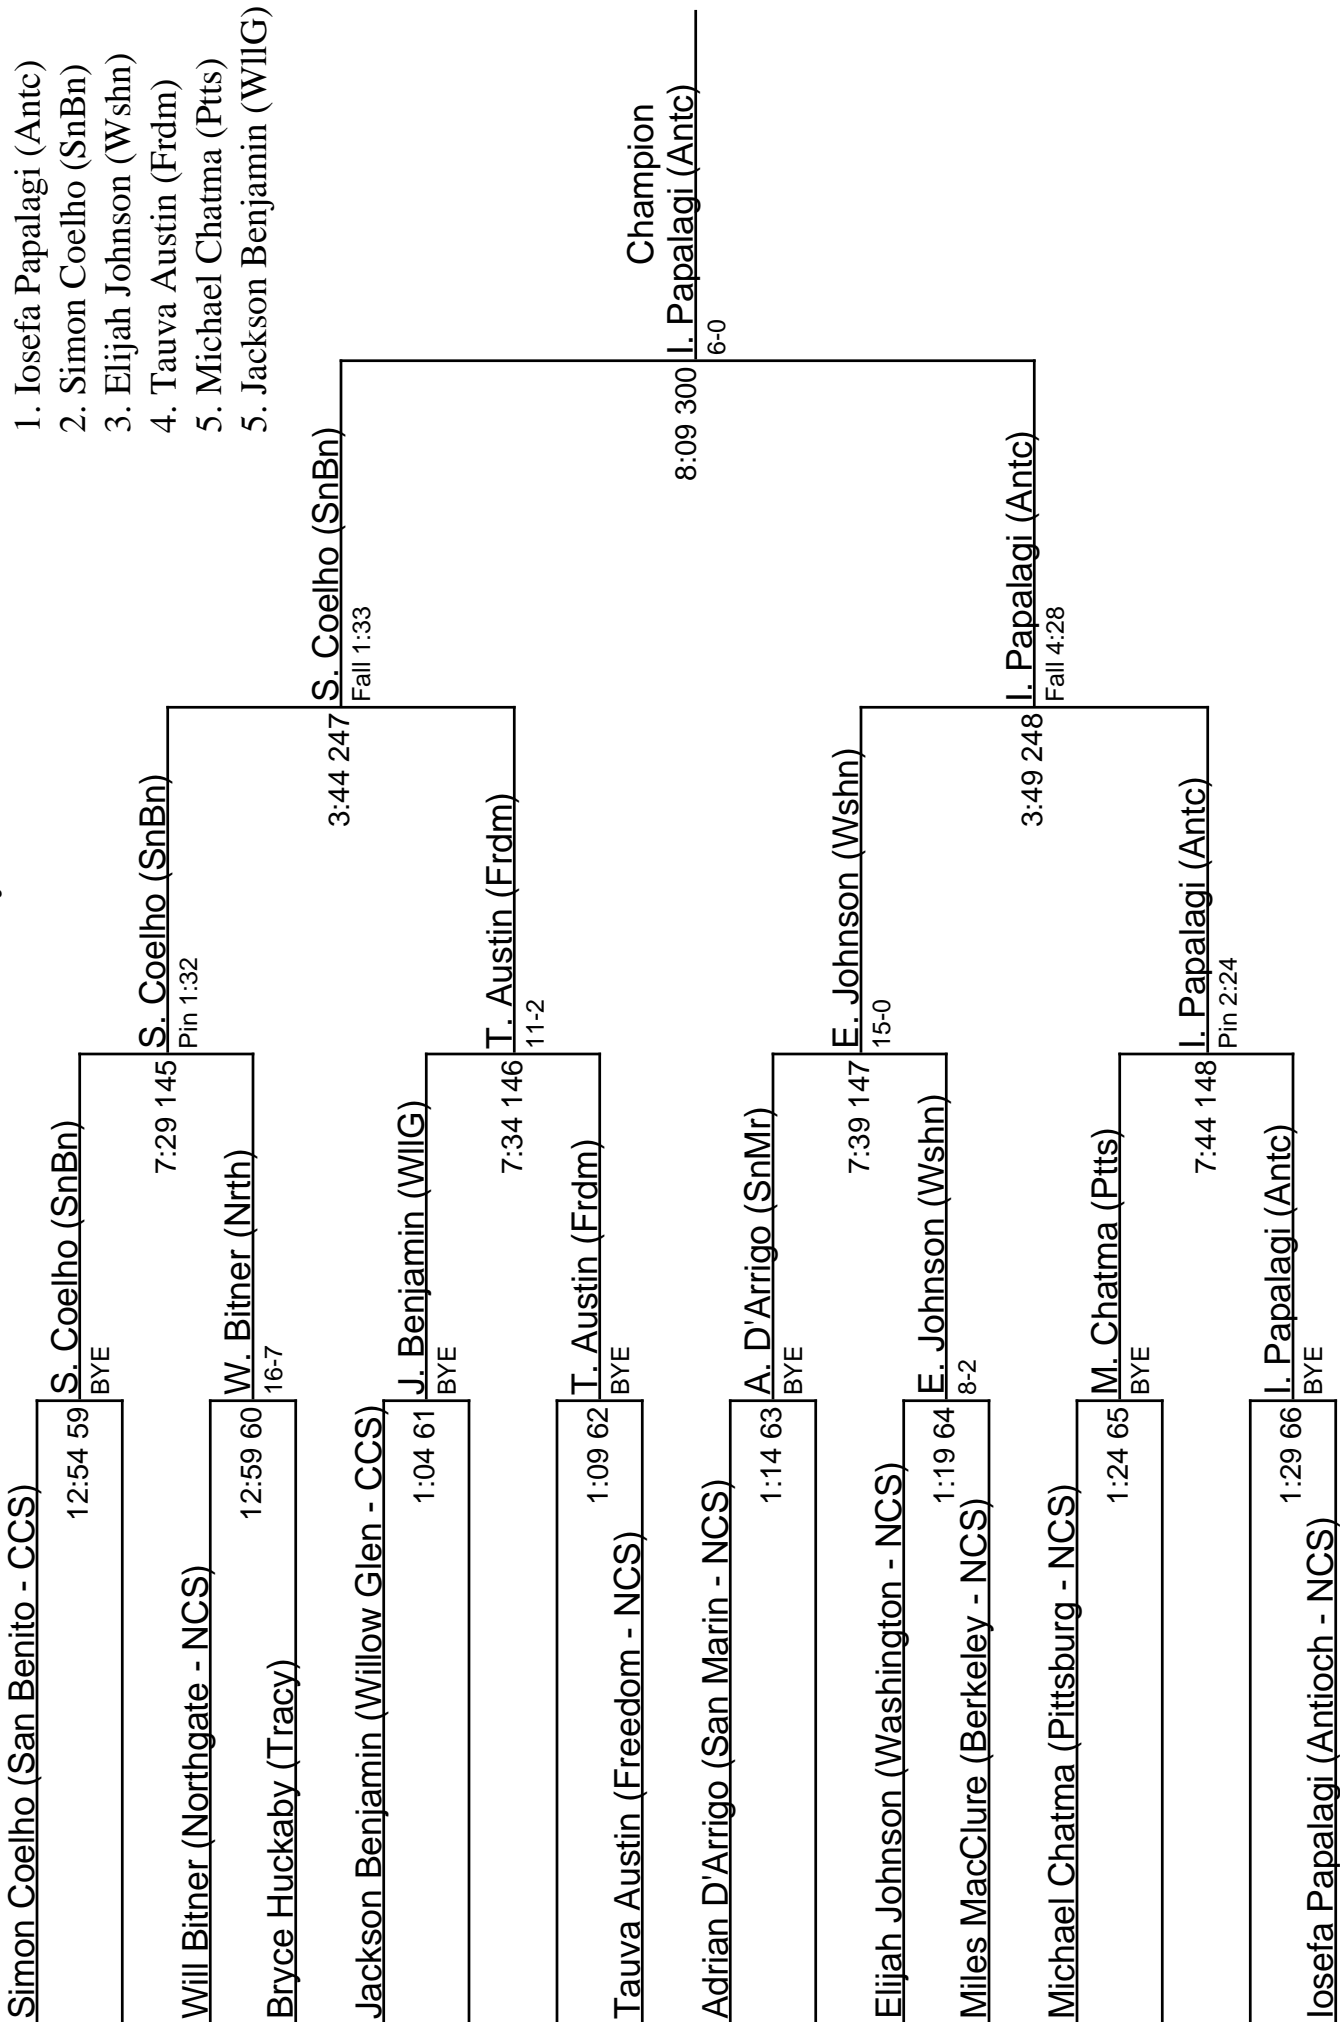 1. Iosefa Papalagi (Antc)
2. Simon Coelho (SnBn)
3. Elijah Johnson (Wshn)
4. Tauva Austin (Frdm)
5. Michael Chatma (Ptts)
5. Jackson Benjamin (WllG)
Simon Coelho (San Benito - CCS)
12:54 59
Will Bitner (Northgate - NCS)
12:59 60
Bryce Huckaby (Tracy)
Jackson Benjamin (Willow Glen - CCS)
1:04 61
1:09 62
Tauva Austin (Freedom - NCS)
Adrian D'Arrigo (San Marin - NCS)
1:14 63
Elijah Johnson (Washington - NCS)
1:19 64
Miles MacClure (Berkeley - NCS)
Michael Chatma (Pittsburg - NCS)
1:24 65
1:29 66
Iosefa Papalagi (Antioch - NCS)
S. Coelho (SnBn)
BYE
7:29 145
W. Bitner (Nrth)
16-7
J. Benjamin (WllG)
BYE
7:34 146
T. Austin (Frdm)
BYE
A. D'Arrigo (SnMr)
BYE
7:39 147
E. Johnson (Wshn)
8-2
M. Chatma (Ptts)
BYE
7:44 148
I. Papalagi (Antc)
BYE
S. Coelho (SnBn)
Pin 1:32
3:44 247
T. Austin (Frdm)
11-2
E. Johnson (Wshn)
15-0
3:49 248
I. Papalagi (Antc)
Pin 2:24
S. Coelho (SnBn)
Fall 1:33
8:09 300
I. Papalagi (Antc)
Fall 4:28
Champion
I. Papalagi (Antc)
6-0